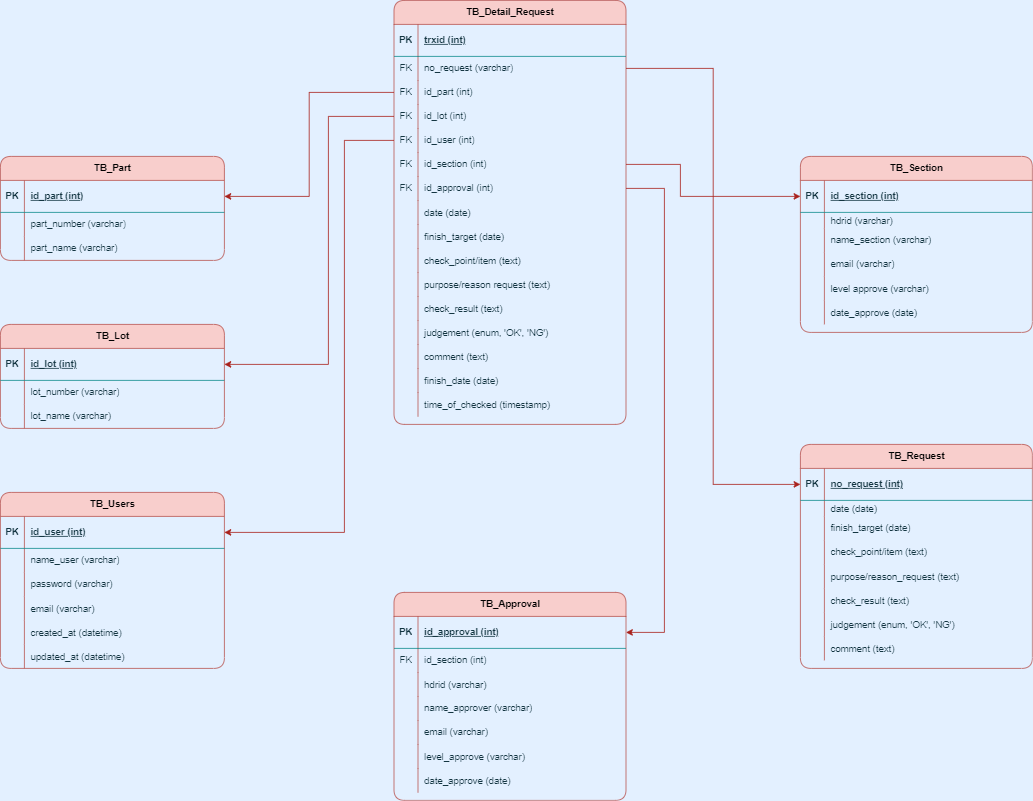 TB_Detail_Request
PK trxid (int)
FK no_request (varchar)
FK id_part (int)
FK id_lot (int)
FK id_user (int)
FK id_section (int)
FK id_approval (int)
date (date)
finish_target (date)
check_point/item (text)
purpose/reason request (text)
check_result (text)
judgement (enum, 'OK', 'NG')
comment (text)
finish_date (date)
time_of_checked (timestamp)
TB_Part
PK id_part (int)
part_number (varchar)
part_name (varchar)
TB_Lot
PK id_lot (int)
lot_number (varchar)
lot_name (varchar)
TB_Users
PK id_user (int)
name_user (varchar)
password (varchar)
email (varchar)
created_at (datetime)
updated_at (datetime)
TB_Approval
PK id_approval (int)
FK id_section (int)
hdrid (varchar)
name_approver (varchar)
email (varchar)
level_approve (varchar)
date_approve (date)
TB_Section
PK id_section (int)
hdrid (varchar)
name_section (varchar)
email (varchar)
level approve (varchar)
date_approve (date)
TB_Request
PK no_request (int)
date (date)
finish_target (date)
check_point/item (text)
purpose/reason_request (text)
check_result (text)
judgement (enum, 'OK', 'NG')
comment (text)